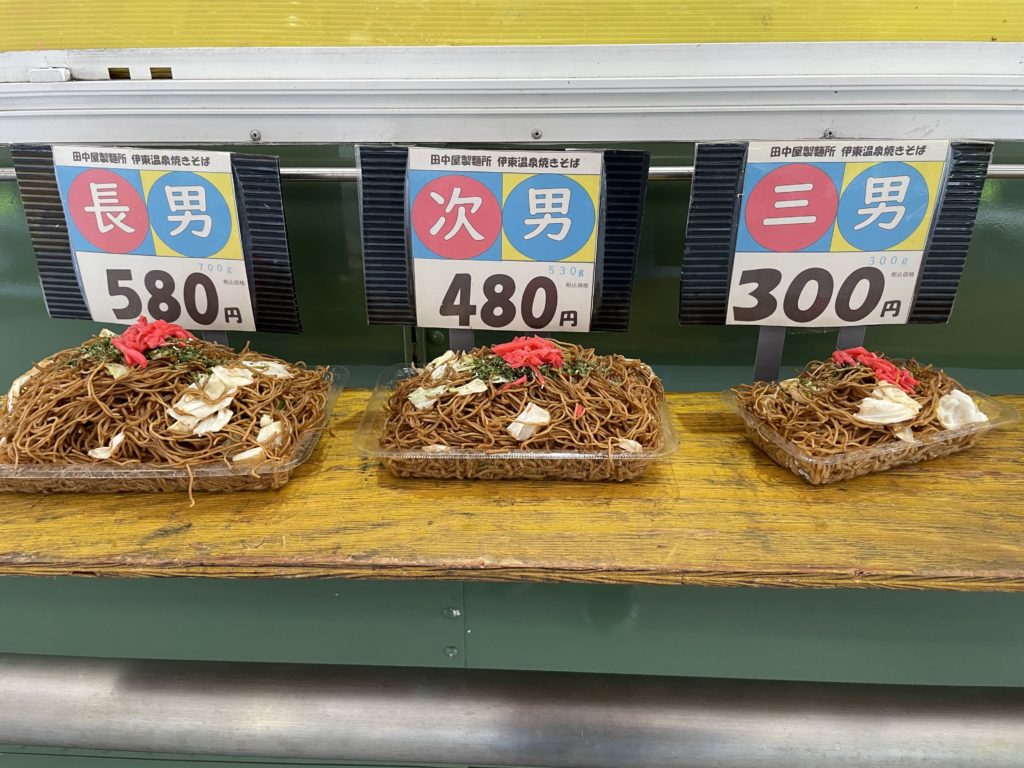 田中屋製麵所 伊東温泉焼きそば
長男
700g
580円
税込価格
田中屋製麵所 伊東温泉焼きそば
次男
530g
480円
税込価格
田中屋製麵所 伊東温泉焼きそば
三男
300g
300円
税込価格